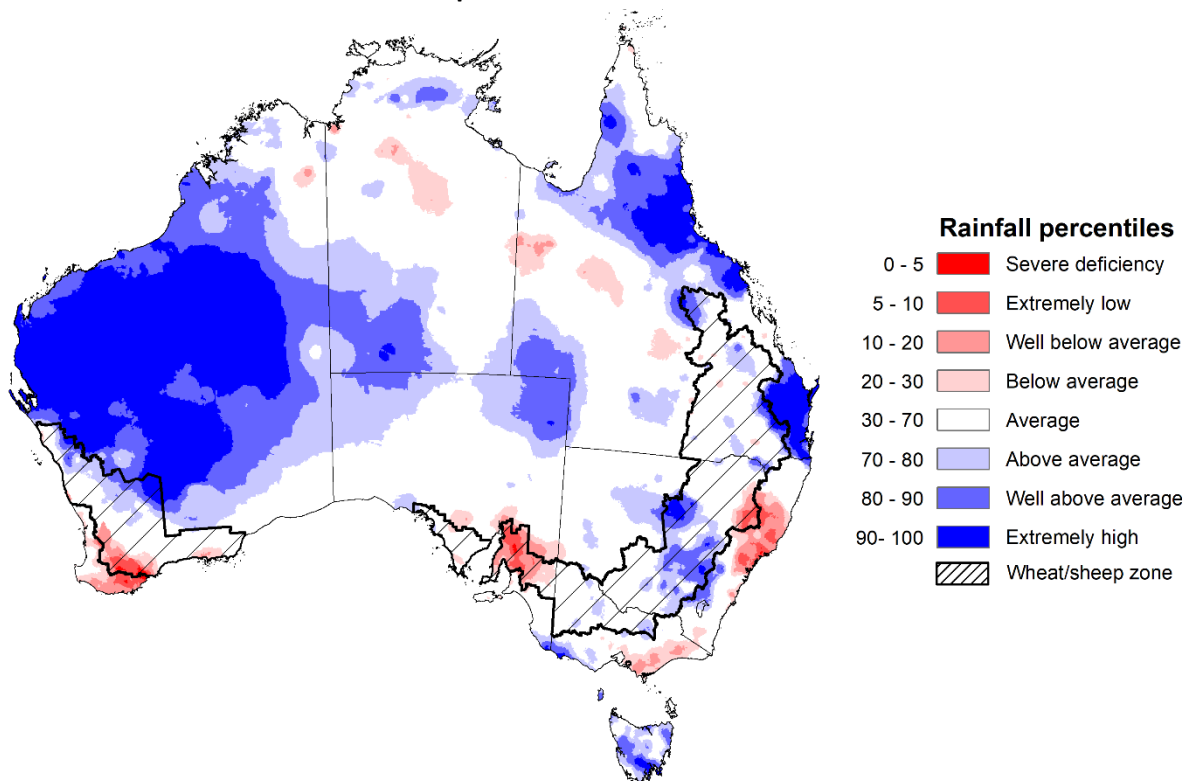 Rainfall percentiles
0 - 5 Severe deficiency
5 - 10 Extremely low
10 - 20 Well below average
20 - 30 Below average
30 - 70 Average
70 - 80 Above average
80 - 90 Well above average
90- 100 Extremely high
Wheat/sheep zone